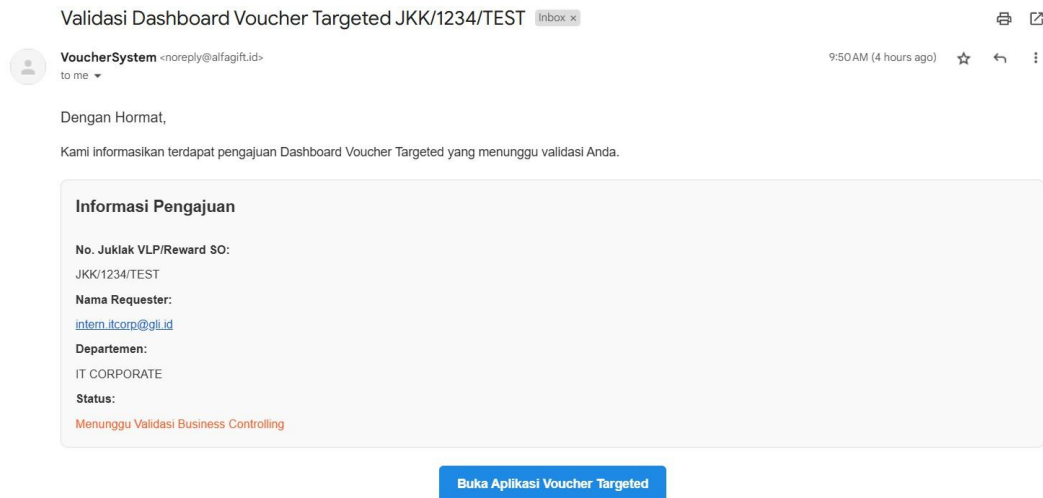 Validasi Dashboard Voucher Targeted JKK/1234/TEST Inbox ×
VoucherSystem <noreply@alfagift.id> 9:50 AM (4 hours ago)
to me
Dengan Hormat,
Kami informasikan terdapat pengajuan Dashboard Voucher Targeted yang menunggu validasi Anda.
Informasi Pengajuan
No. Juklak VLP/Reward SO:
JKK/1234/TEST
Nama Requester:
intern.itcorp@gli.id
Departemen:
IT CORPORATE
Status:
Menunggu Validasi Business Controlling
Buka Aplikasi Voucher Targeted